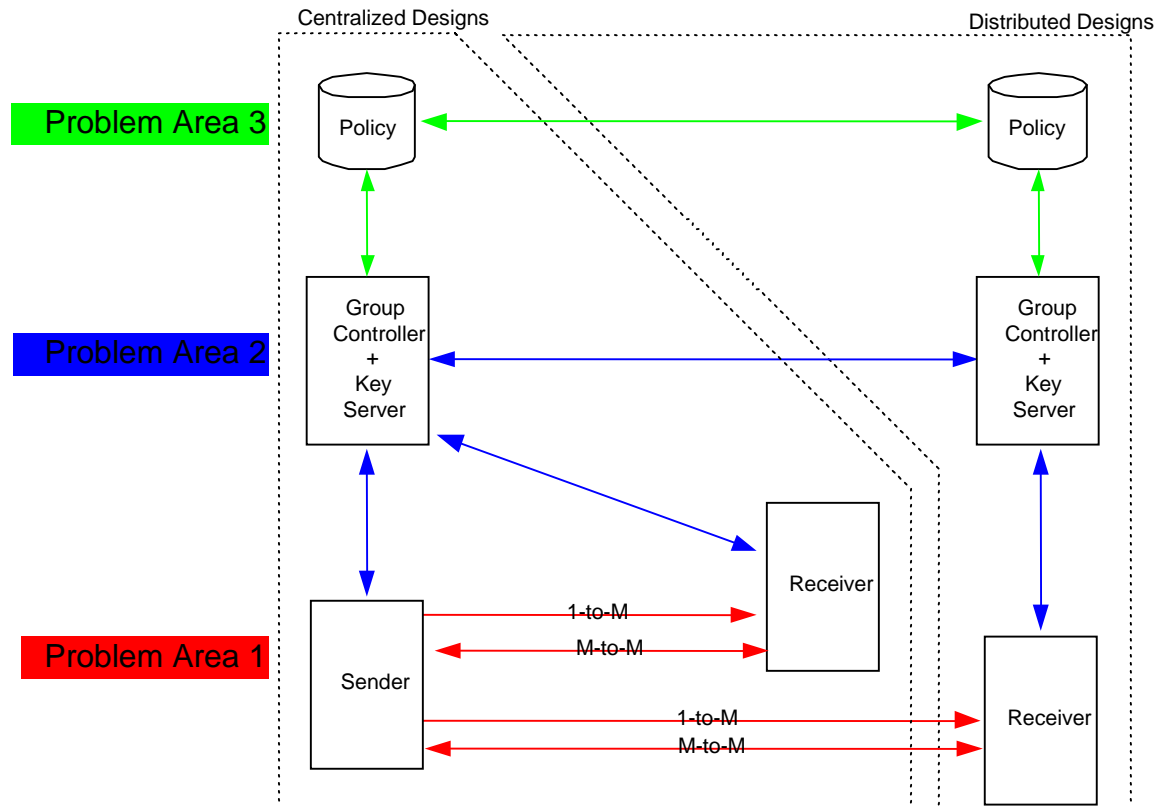 Centralized Designs
Distributed Designs
Problem Area 3
Policy
Policy
Problem Area 2
Group
Controller
+
Key
Server
Group
Controller
+
Key
Server
Receiver
1-to-M
M-to-M
Problem Area 1
Sender
1-to-M
M-to-M
Receiver